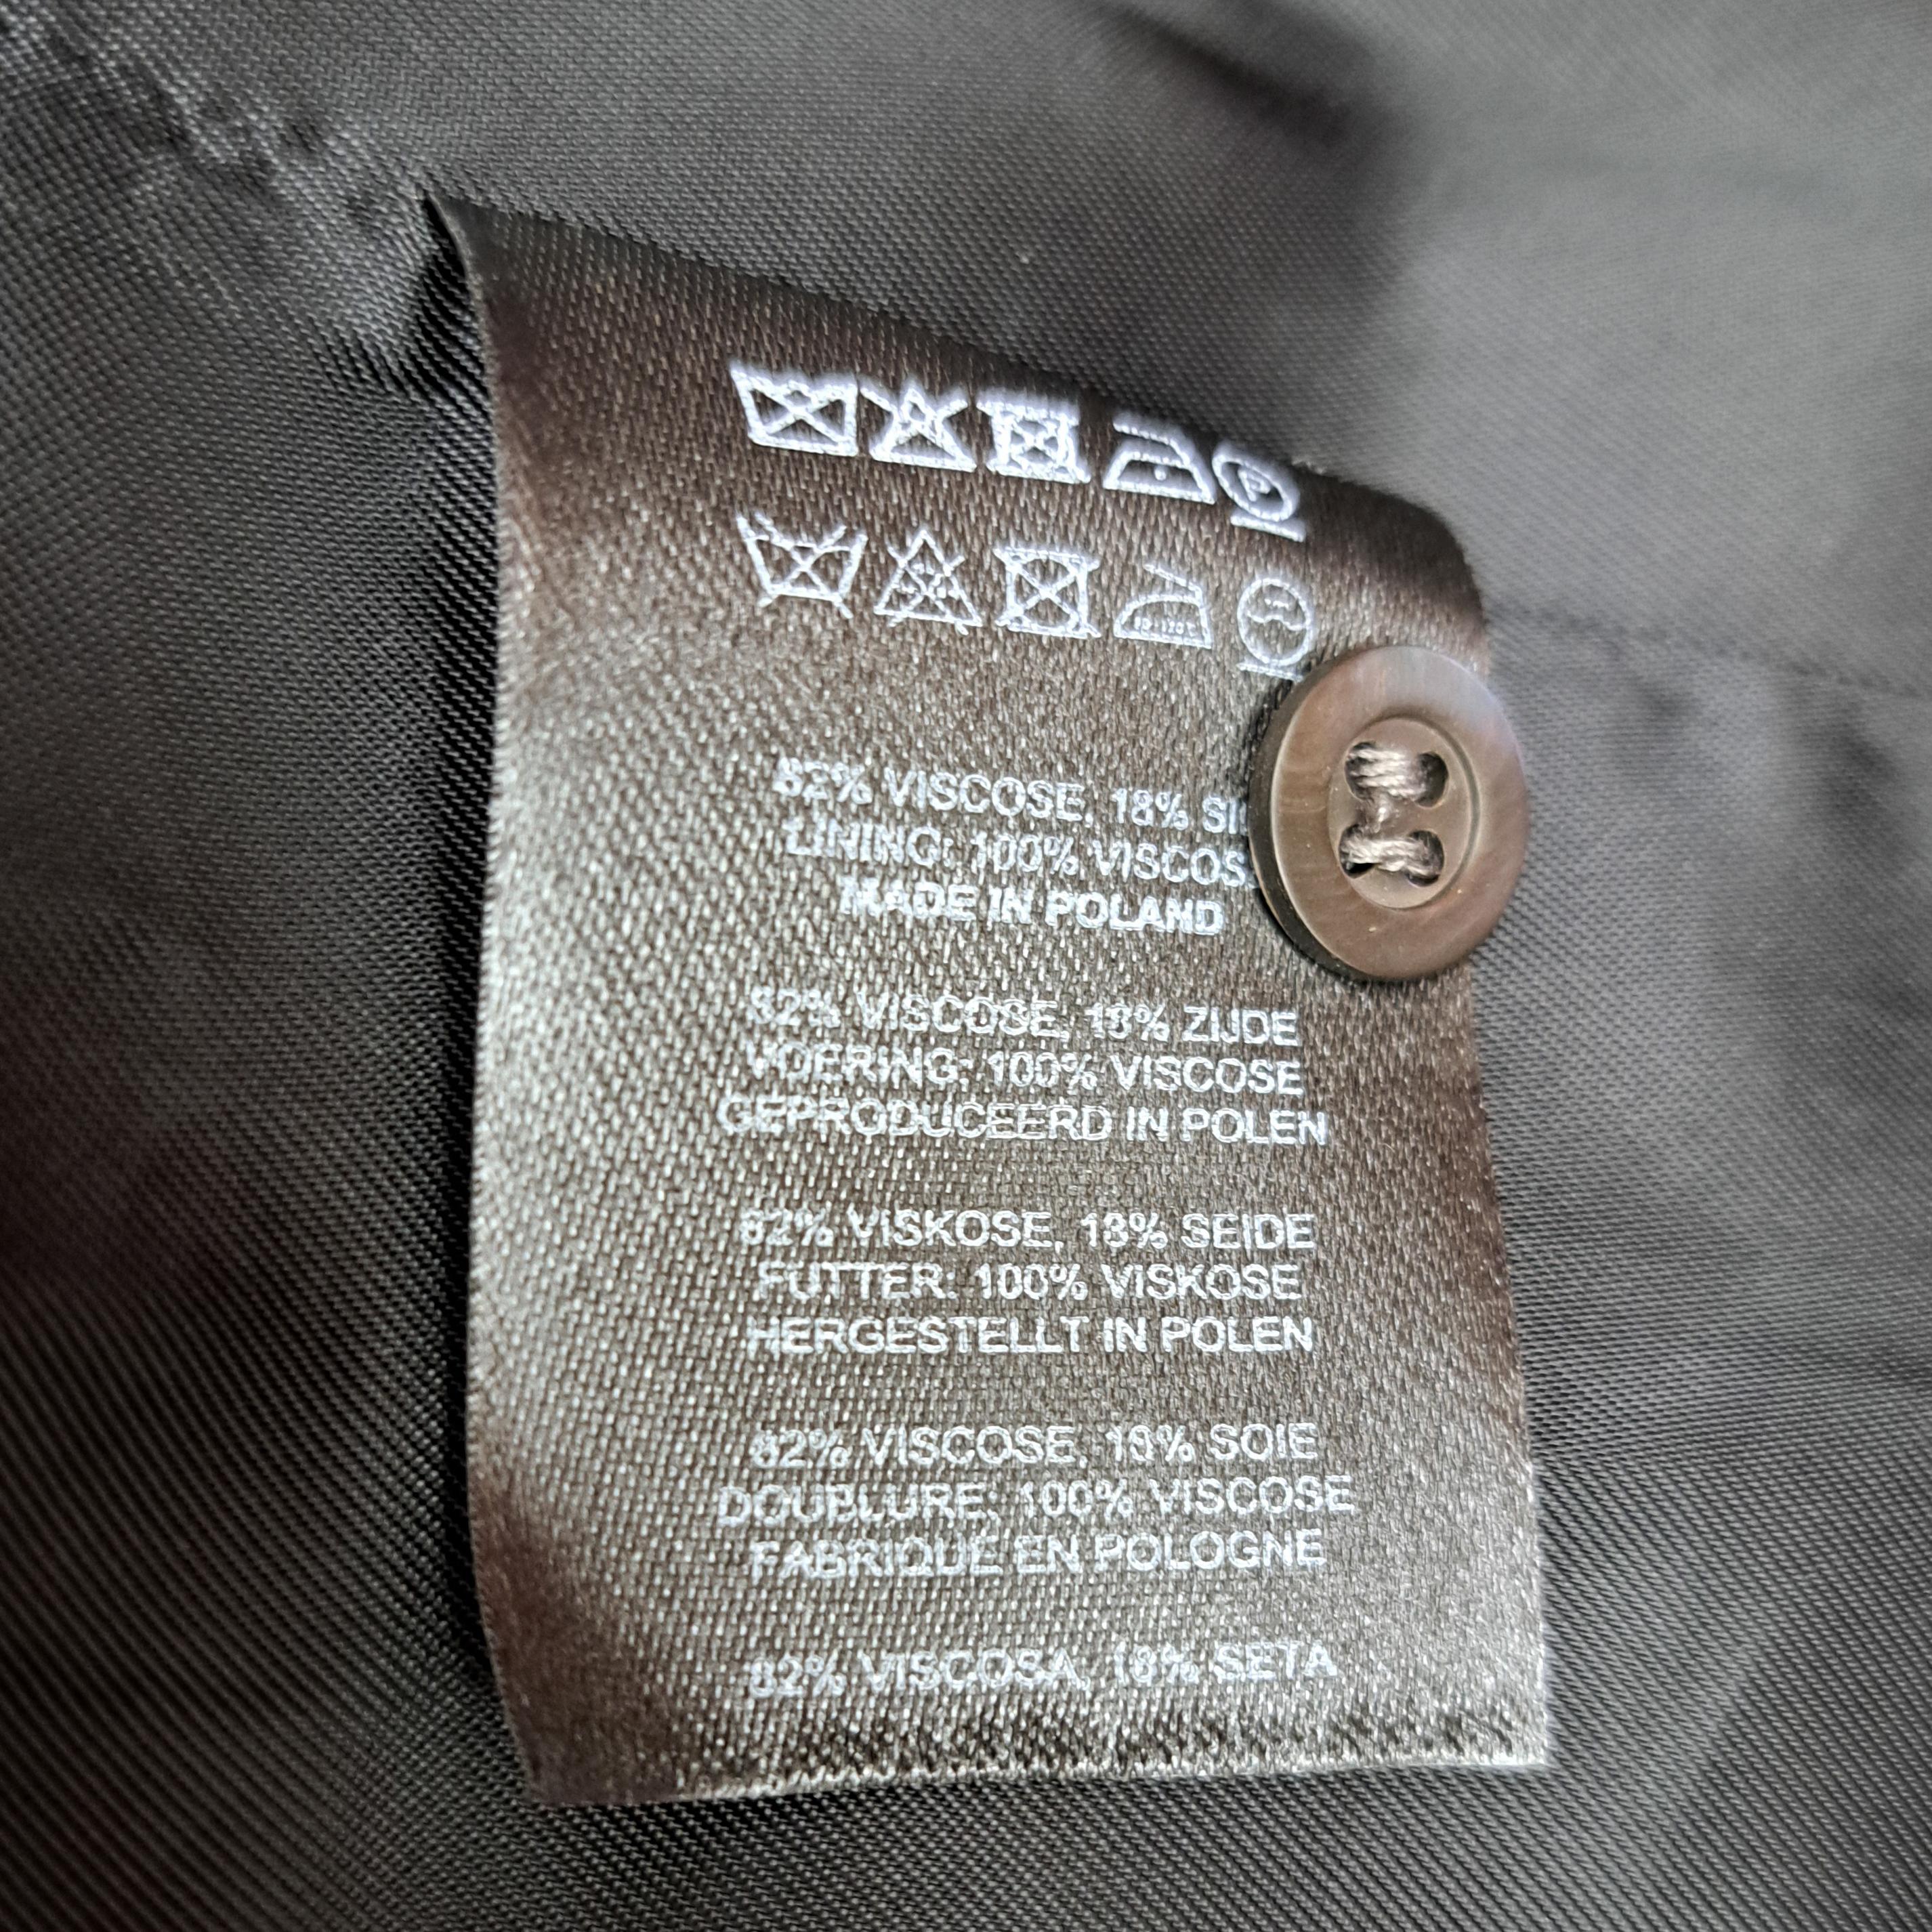 P
82% VISCOSE, 18% SI
LINING: 100% VISCOS
MADE IN POLAND
82% VISCOSE, 18% ZIJDE
VOERING: 100% VISCOSE
GEPRODUCEERD IN POLEN
82% VISKOSE, 18% SEIDE
FUTTER: 100% VISKOSE
HERGESTELLT IN POLEN
82% VISCOSE, 18% SOIE
DOUBLURE: 100% VISCOSE
FABRIQUE EN POLOGNE
82% VISCOSA, 18% SETA